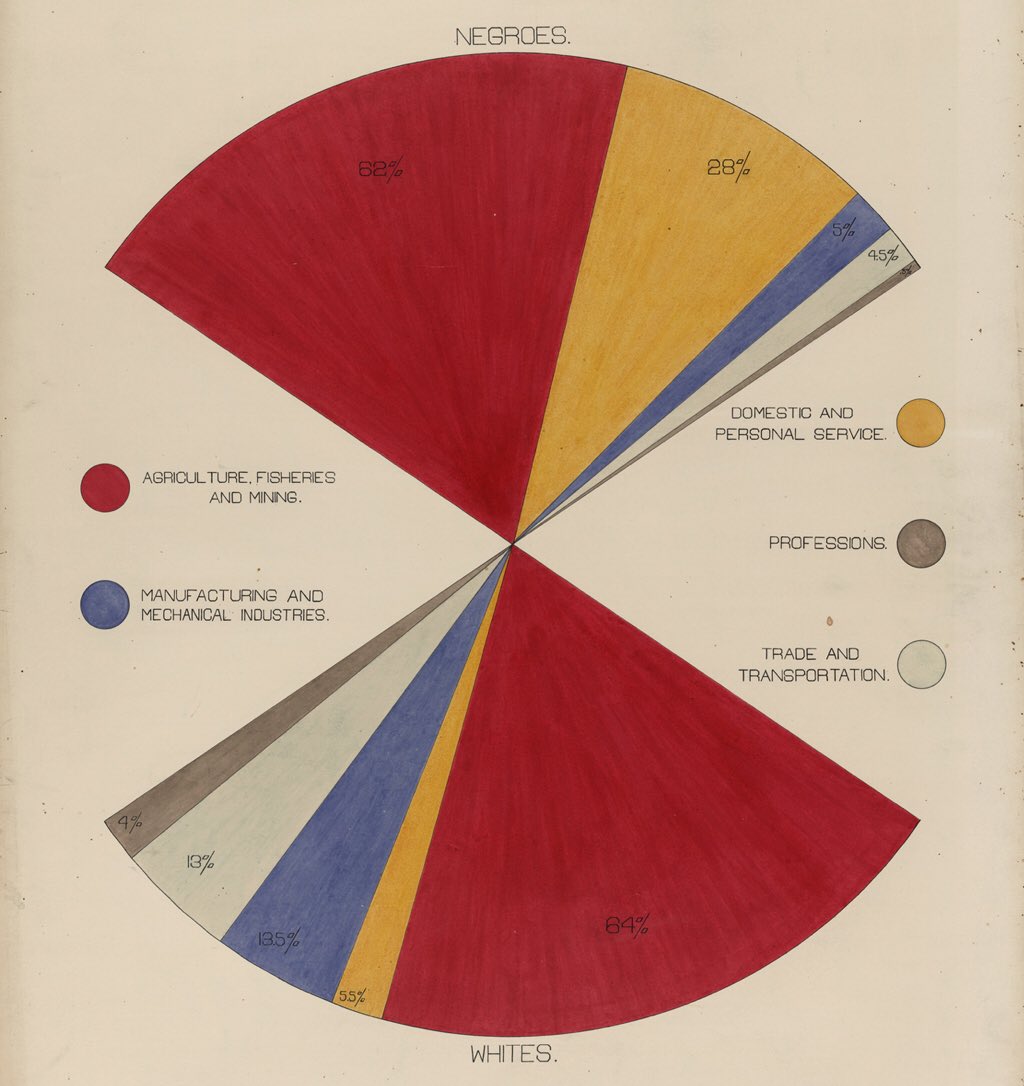 NEGROES.
62%
28%
5%
4.5%
.5%
DOMESTIC AND
PERSONAL SERVICE.
AGRICULTURE, FISHERIES
AND MINING.
PROFESSIONS.
MANUFACTURING AND
MECHANICAL INDUSTRIES.
TRADE AND
TRANSPORTATION.
4%
13%
13.5%
5.5%
64%
WHITES.